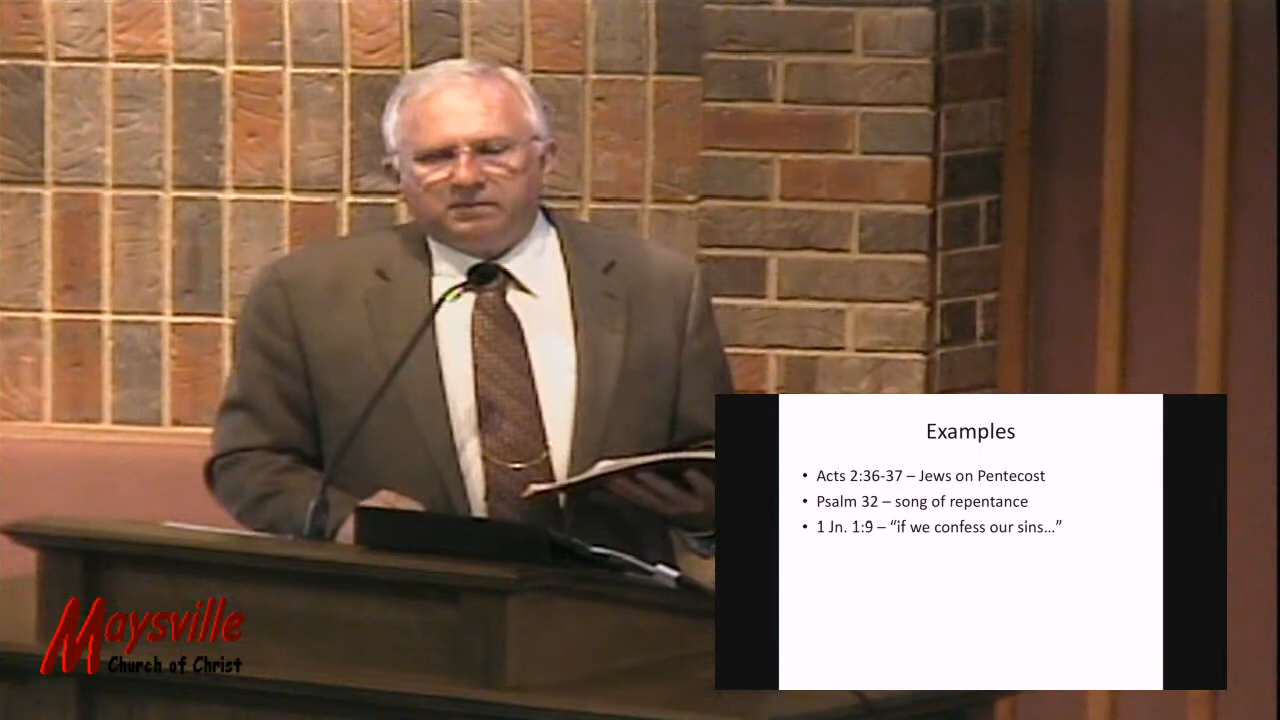 Examples
• Acts 2:36-37 – Jews on Pentecost
• Psalm 32 – song of repentance
• 1 Jn. 1:9 – “if we confess our sins…”
Maysville
Church of Christ